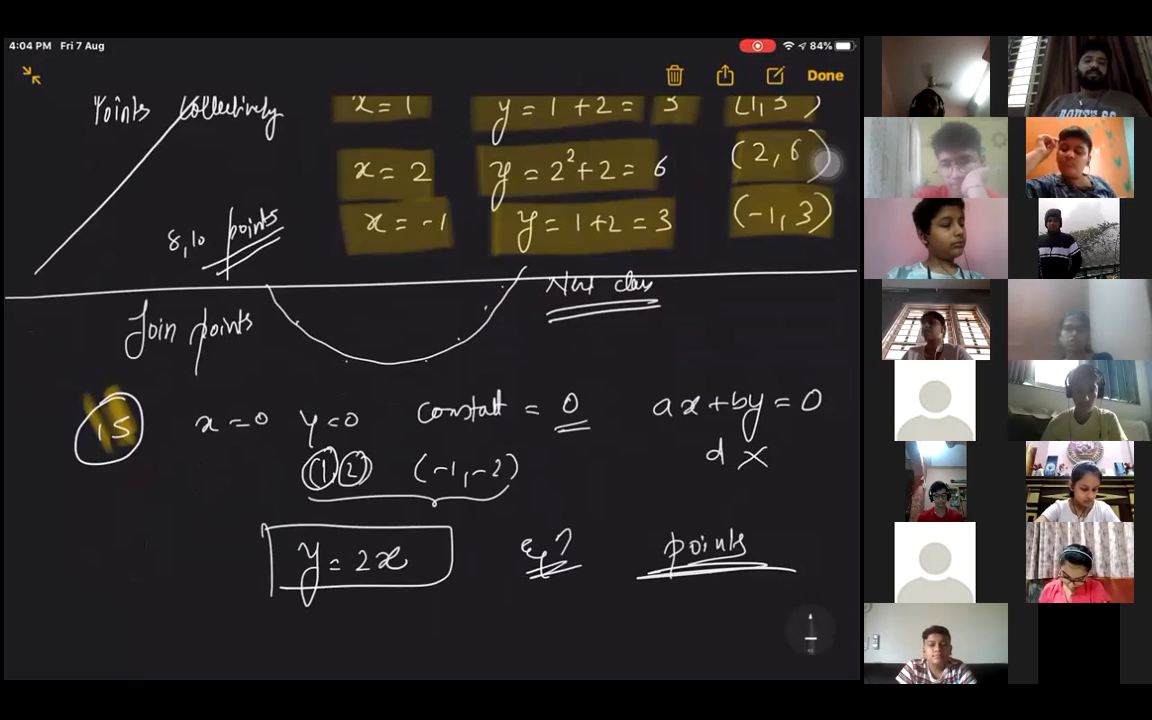 4:04 PM Fri 7 Aug 84%
Done
Points Collectively
x = 1 y = 1 + 2 = 3 (1, 3)
x = 2 y = 2² + 2 = 6 (2, 6)
x = -1 y = 1 + 2 = 3 (-1, 3)
8, 10 points
Next class
Join points
15 x = 0 y = 0 constant = 0 ax + by = 0
(1, 2) (-1, -2) d X
y = 2x eq? points